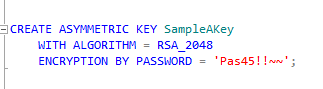 CREATE ASYMMETRIC KEY SampleAKey
WITH ALGORITHM = RSA_2048
ENCRYPTION BY PASSWORD = 'Pas45!!~~';